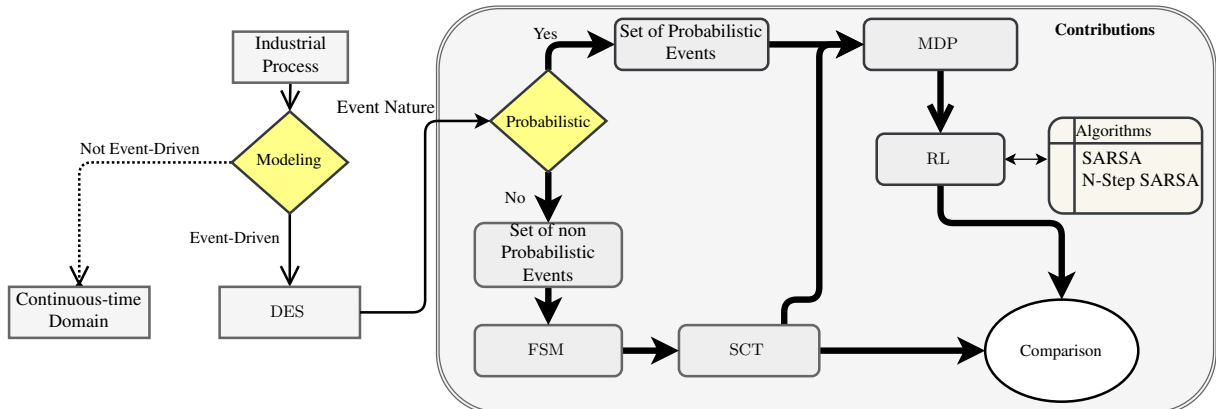 Industrial
Process
Modeling
Not Event-Driven
Continuous-time
Domain
Event-Driven
DES
Event Nature
Contributions
Probabilistic
Yes
Set of Probabilistic
Events
No
Set of non
Probabilistic
Events
FSM
SCT
MDP
RL
Algorithms
SARSA
N-Step SARSA
Comparison